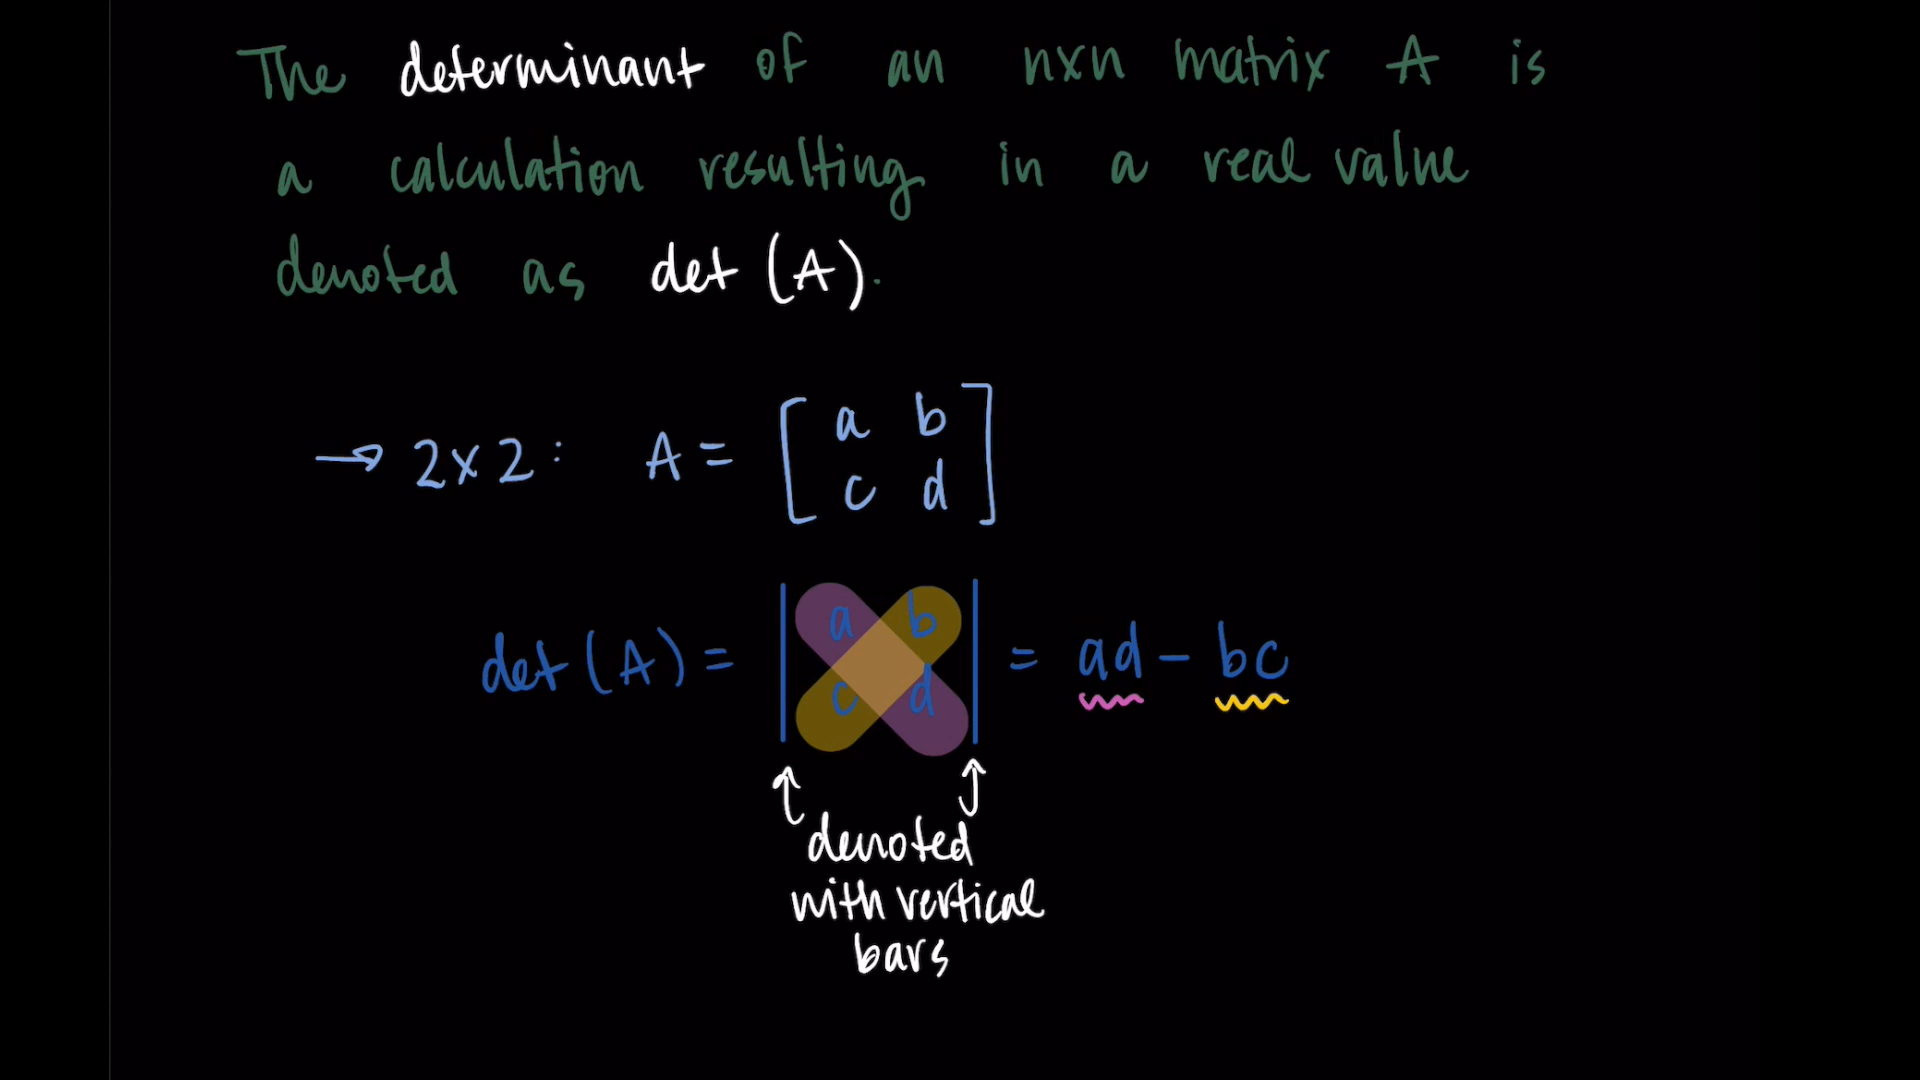 The determinant of an nxn matrix A is
a calculation resulting in a real value
denoted as det (A).
→ 2x2: A = [ a b
c d ]
det (A) = | a b
c d | = ad - bc
↑ ↑
denoted
with vertical
bars